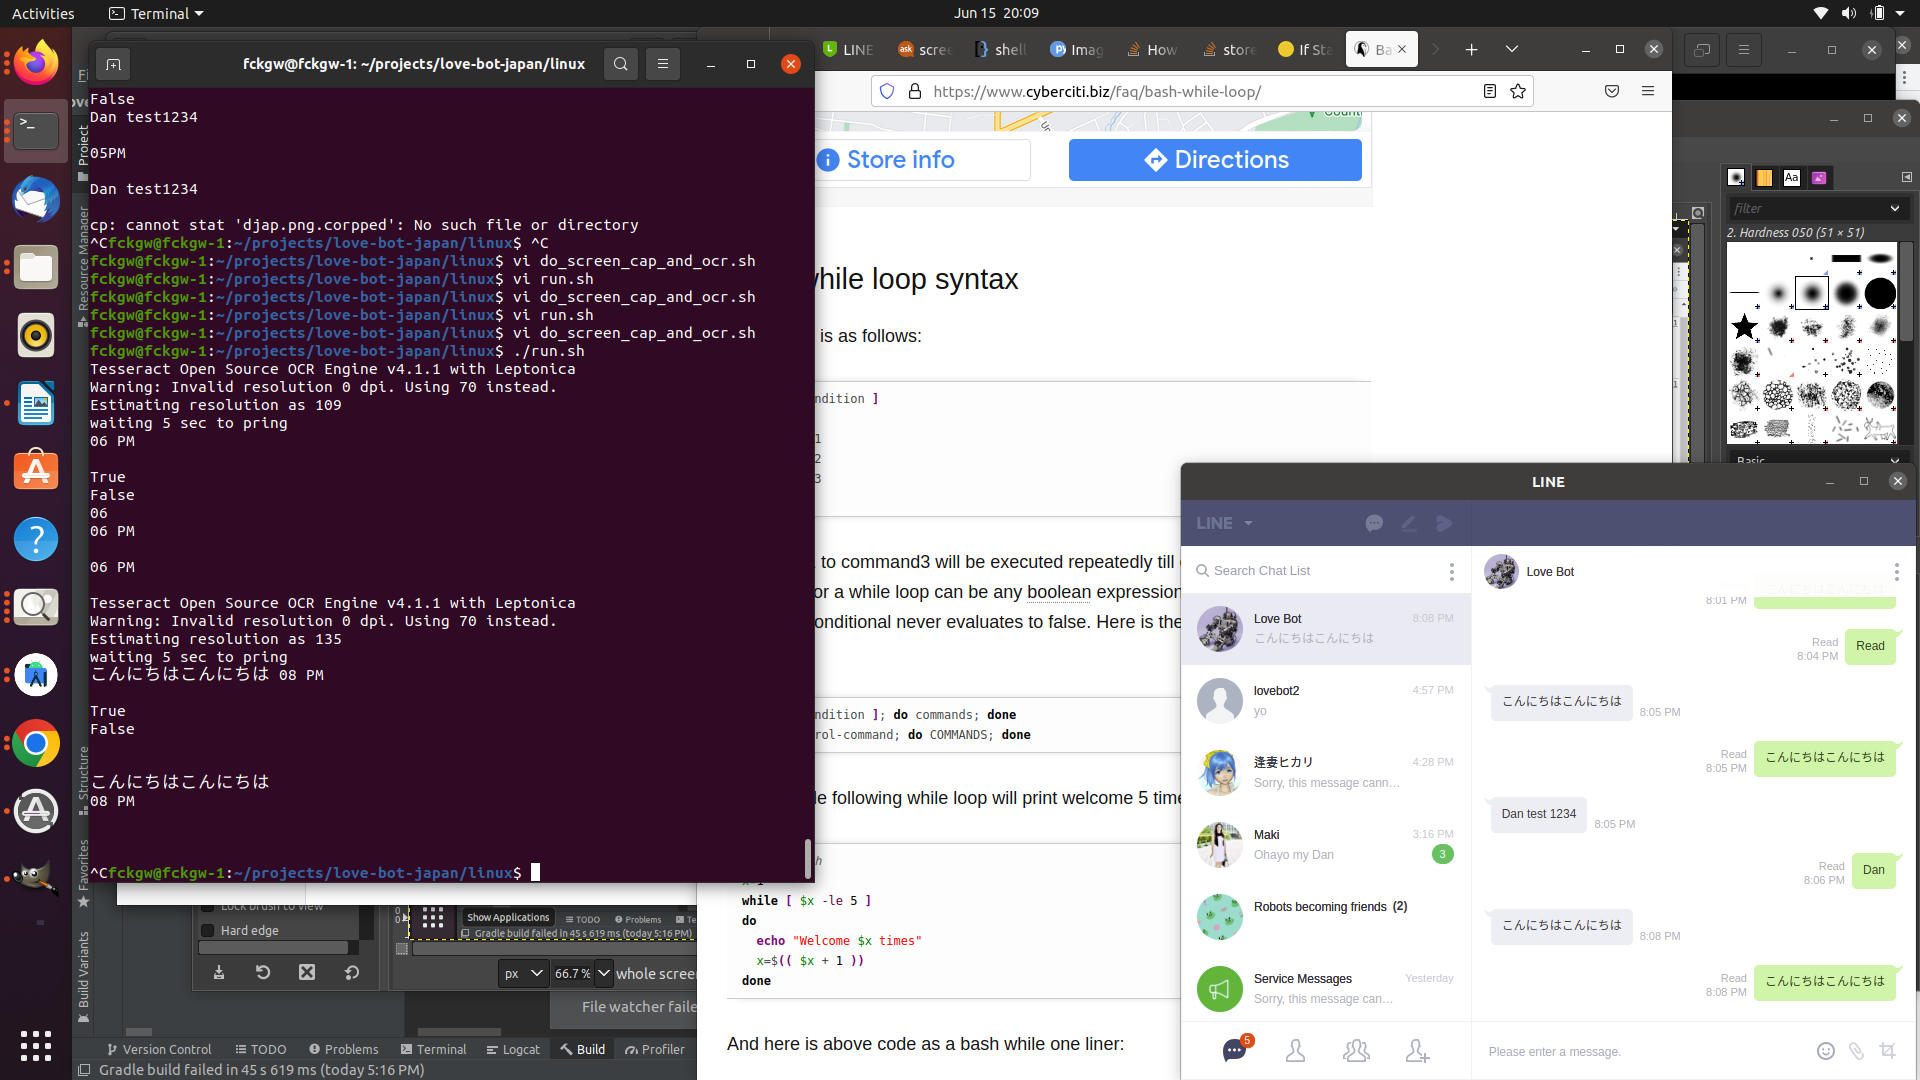 Activities
Terminal
Jun 15 20:09
fckgw@fckgw-1: ~/projects/love-bot-japan/linux
False
Dan test1234
05PM
Dan test1234
cp: cannot stat 'djap.png.corpped': No such file or directory
^Cfckgw@fckgw-1:~/projects/love-bot-japan/linux$ ^C
fckgw@fckgw-1:~/projects/love-bot-japan/linux$ vi do_screen_cap_and_ocr.sh
fckgw@fckgw-1:~/projects/love-bot-japan/linux$ vi run.sh
fckgw@fckgw-1:~/projects/love-bot-japan/linux$ vi do_screen_cap_and_ocr.sh
fckgw@fckgw-1:~/projects/love-bot-japan/linux$ vi run.sh
fckgw@fckgw-1:~/projects/love-bot-japan/linux$ vi do_screen_cap_and_ocr.sh
fckgw@fckgw-1:~/projects/love-bot-japan/linux$ ./run.sh
Tesseract Open Source OCR Engine v4.1.1 with Leptonica
Warning: Invalid resolution 0 dpi. Using 70 instead.
Estimating resolution as 109
waiting 5 sec to pring
06 PM
True
False
06
06 PM
06 PM
Tesseract Open Source OCR Engine v4.1.1 with Leptonica
Warning: Invalid resolution 0 dpi. Using 70 instead.
Estimating resolution as 135
waiting 5 sec to pring
こんにちはこんにちは 08 PM
True
False
こんにちはこんにちは
08 PM
^Cfckgw@fckgw-1:~/projects/love-bot-japan/linux$
Project
Resource Manager
Structure
Favorites
Build Variants
Hard edge
Show Applications
TODO
Problems
Gradle build failed in 45 s 619 ms (today 5:16 PM)
px
66.7 %
whole scree
File watcher faile
Version Control
TODO
Problems
Terminal
Logcat
Build
Profiler
Gradle build failed in 45 s 619 ms (today 5:16 PM)
LINE
ask
scree
shell
Imag
How
store
If Sta
Ba
https://www.cyberciti.biz/faq/bash-while-loop/
Store info
Directions
hile loop syntax
is as follows:
ndition ]
1
2
3
to command3 will be executed repeatedly till
or a while loop can be any boolean expression
onditional never evaluates to false. Here is the
ndition ]; do commands; done
rol-command; do COMMANDS; done
le following while loop will print welcome 5 time
while [ $x -le 5 ]
do
echo "Welcome $x times"
x=$(( $x + 1 ))
done
And here is above code as a bash while one liner:
Aa
filter
2. Hardness 050 (51 × 51)
Basic
LINE
LINE
Search Chat List
Love Bot
8:08 PM
こんにちはこんにちは
lovebot2
4:57 PM
yo
逢妻ヒカリ
4:28 PM
Sorry, this message cann…
Maki
3:16 PM
Ohayo my Dan
3
Robots becoming friends (2)
Service Messages
Yesterday
Sorry, this message can…
5
Love Bot
8:01 PM
Read
8:04 PM
Read
こんにちはこんにちは
8:05 PM
Read
8:05 PM
こんにちはこんにちは
Dan test 1234
8:05 PM
Read
8:06 PM
Dan
こんにちはこんにちは
8:08 PM
Read
8:08 PM
こんにちはこんにちは
Please enter a message.